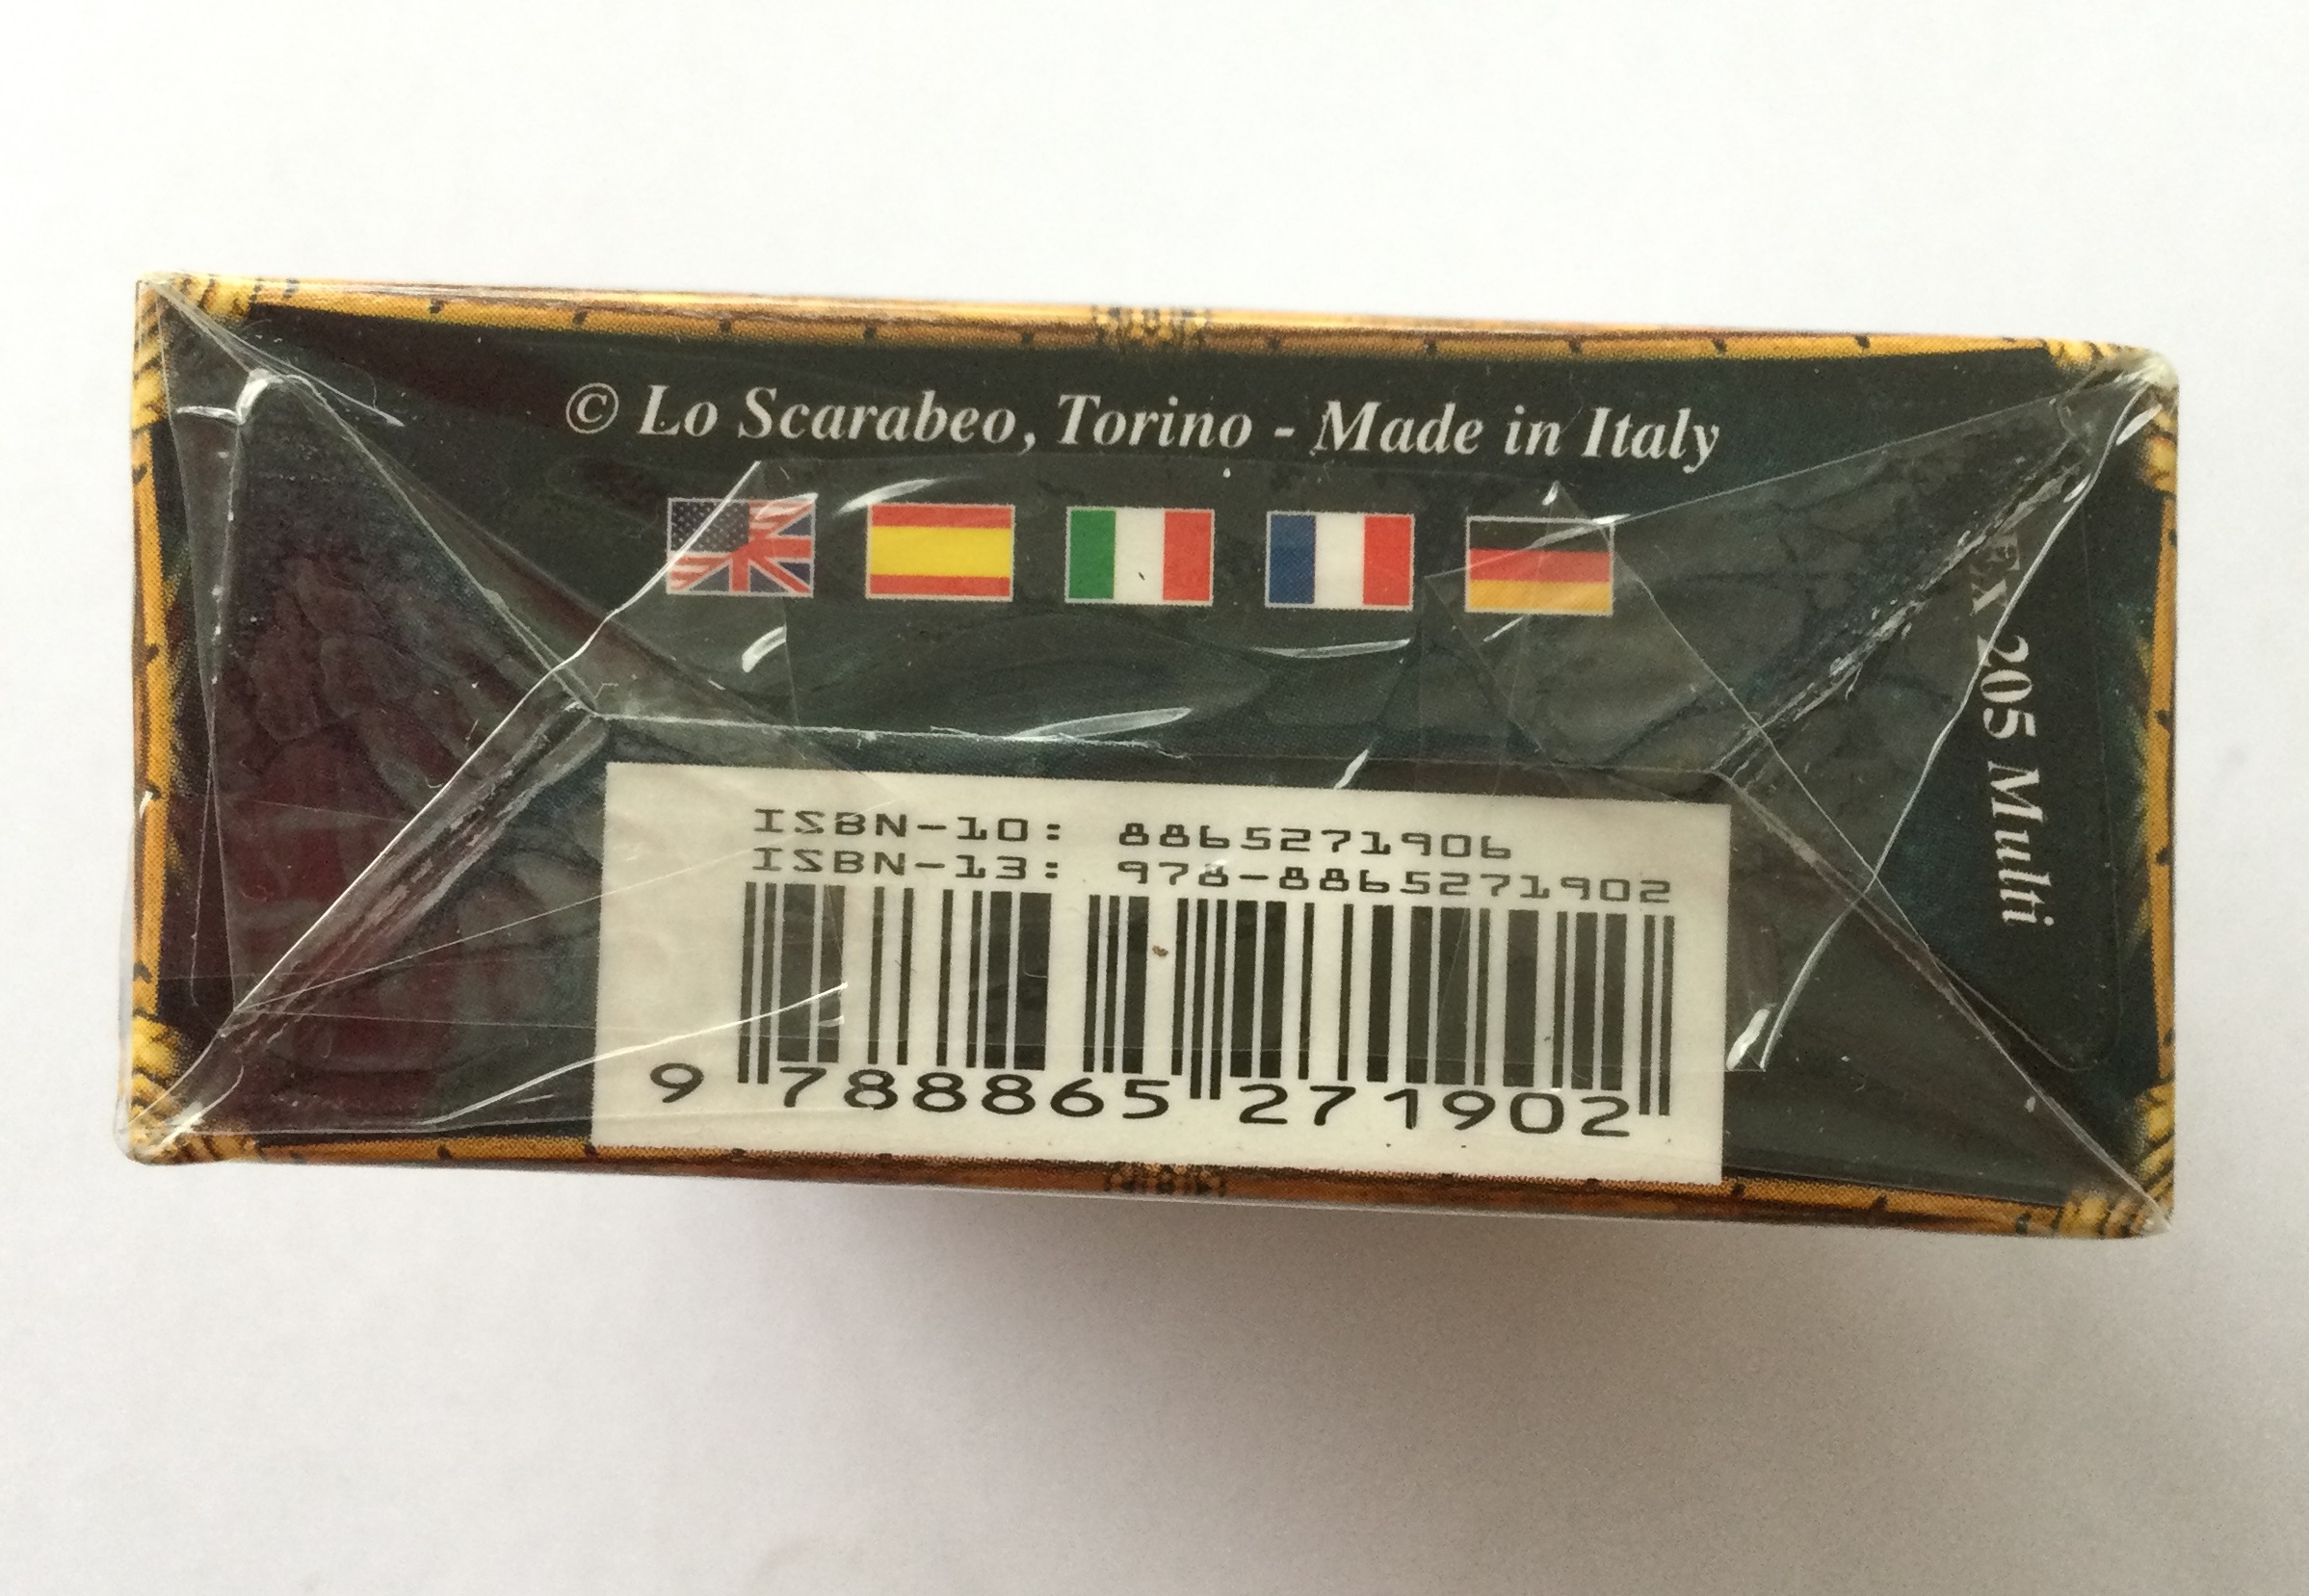 © Lo Scarabeo, Torino - Made in Italy
205 Multi
ISBN-10: 8865271906
ISBN-13: 978-8865271902
9 788865 271902